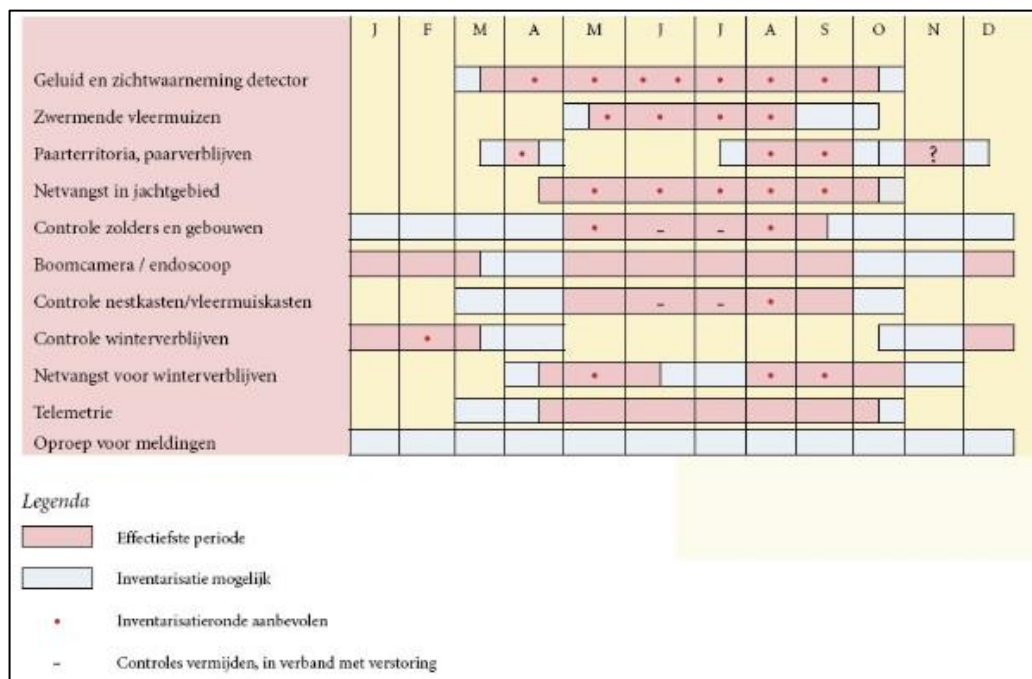 J F M A M J J A S O N D
Geluid en zichtwaarneming detector
Zwermende vleermuizen
Paarterritoria, paarverblijven ?
Netvangst in jachtgebied
Controle zolders en gebouwen – –
Boomcamera / endoscoop
Controle nestkasten/vleermuiskasten – –
Controle winterverblijven
Netvangst voor winterverblijven
Telemetrie
Oproep voor meldingen
Legenda
Effectiefste periode
Inventarisatie mogelijk
• Inventarisatieronde aanbevolen
– Controles vermijden, in verband met verstoring